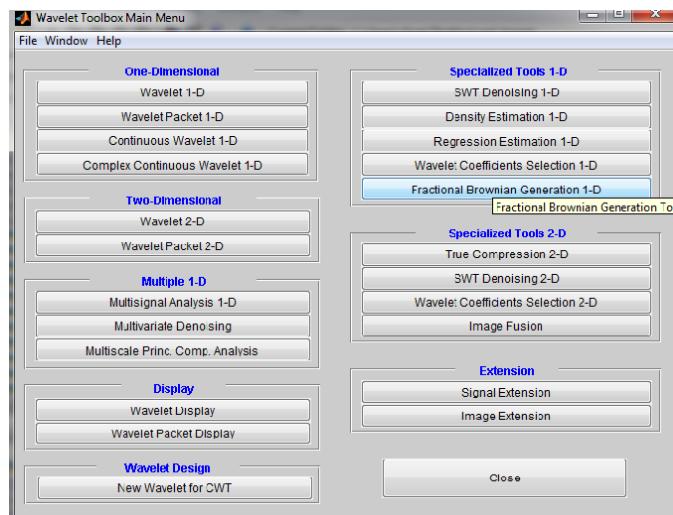 Wavelet Toolbox Main Menu
File Window Help
One-Dimensional
Wavelet 1-D
Wavelet Packet 1-D
Continuous Wavelet 1-D
Complex Continuous Wavelet 1-D
Two-Dimensional
Wavelet 2-D
Wavelet Packet 2-D
Multiple 1-D
Multisignal Analysis 1-D
Multivariate Denoising
Multiscale Princ. Comp. Analysis
Display
Wavelet Display
Wavelet Packet Display
Wavelet Design
New Wavelet for CWT
Specialized Tools 1-D
SWT Denoising 1-D
Density Estimation 1-D
Regression Estimation 1-D
Wavelet Coefficients Selection 1-D
Fractional Brownian Generation 1-D
Fractional Brownian Generation To
Specialized Tools 2-D
True Compression 2-D
SWT Denoising 2-D
Wavelet Coefficients Selection 2-D
Image Fusion
Extension
Signal Extension
Image Extension
Close